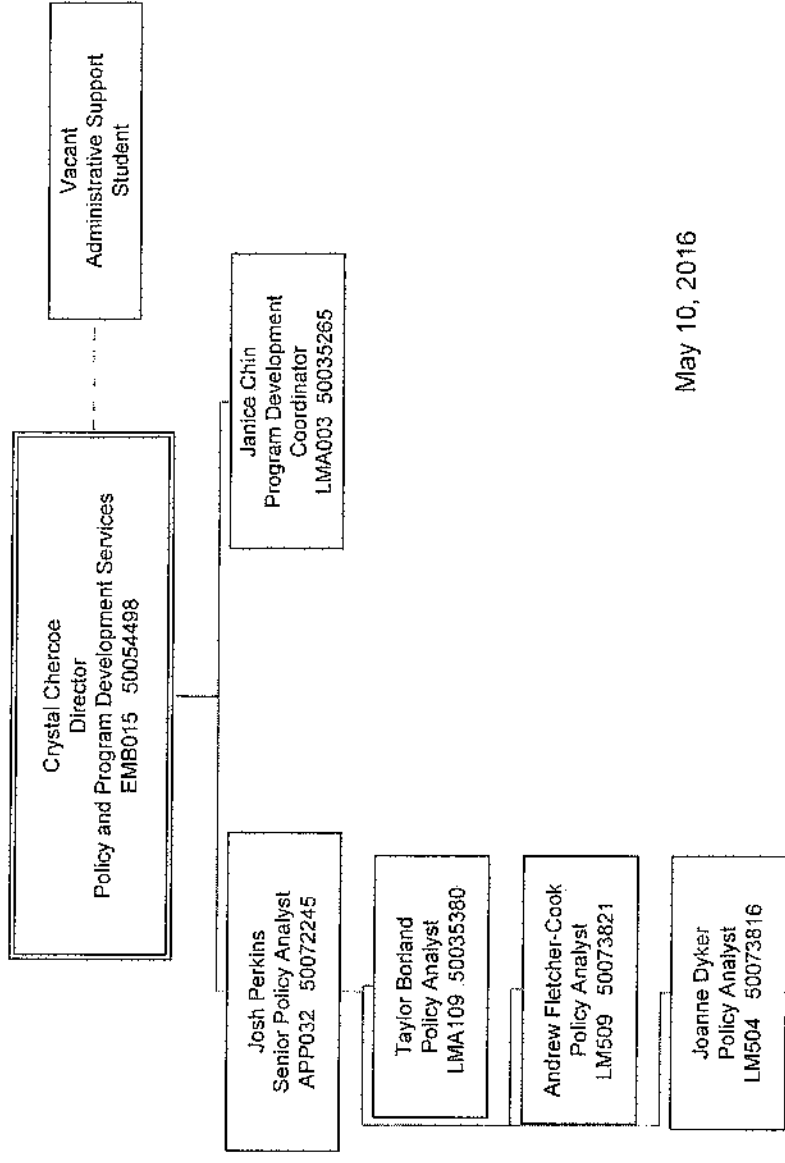 Crystal Chercoe
Director
Policy and Program Development Services
EMB015 50054498
Vacant
Administrative Support
Student
Josh Perkins
Senior Policy Analyst
APP032 50072245
Janice Chin
Program Development
Coordinator
LMA003 50035265
Taylor Borland
Policy Analyst
LMA109 50035380
Andrew Fletcher-Cook
Policy Analyst
LM509 50073821
Joanne Dyker
Policy Analyst
LM504 50073816
May 10, 2016